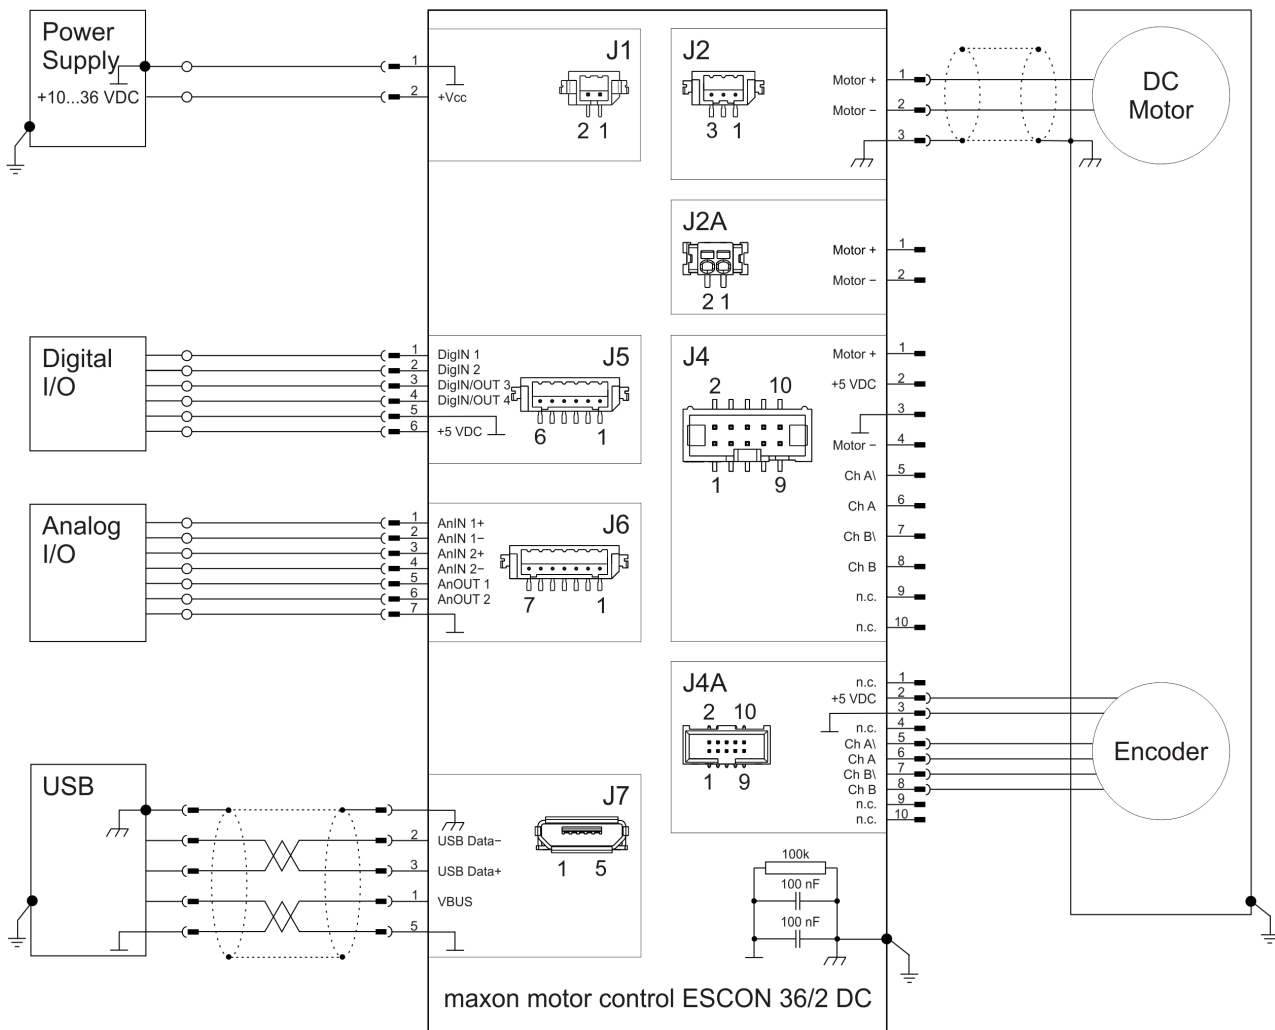 Power
Supply
+10...36 VDC
1
2
+Vcc
J1
2 1
J2
3 1
Motor +
1
Motor −
2
3
DC
Motor
J2A
2 1
Motor +
1
Motor −
2
Digital
I/O
1
DigIN 1
2
DigIN 2
3
DigIN/OUT 3
4
DigIN/OUT 4
5
6
+5 VDC
J5
6 1
J4
2 10
1 9
Motor +
1
+5 VDC
2
3
Motor −
4
Ch A\
5
Ch A
6
Ch B\
7
Ch B
8
n.c.
9
n.c.
10
Analog
I/O
1
AnIN 1+
2
AnIN 1−
3
AnIN 2+
4
AnIN 2−
5
AnOUT 1
6
AnOUT 2
7
J6
7 1
J4A
2 10
1 9
n.c.
1
+5 VDC
2
3
n.c.
4
Ch A\
5
Ch A
6
Ch B\
7
Ch B
8
n.c.
9
n.c.
10
Encoder
USB
2
USB Data−
3
USB Data+
1
VBUS
5
J7
1 5
100k
100 nF
100 nF
maxon motor control ESCON 36/2 DC